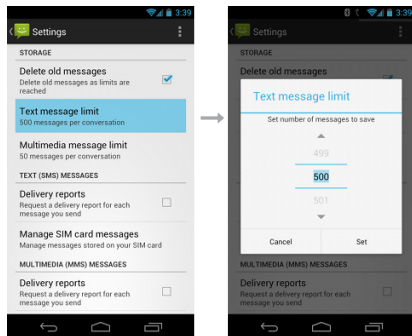 3:39
Settings
STORAGE
Delete old messages
Delete old messages as limits are
reached
Text message limit
500 messages per conversation
Multimedia message limit
50 messages per conversation
TEXT (SMS) MESSAGES
Delivery reports
Request a delivery report for each
message you send
Manage SIM card messages
Manage messages stored on your SIM
card
MULTIMEDIA (MMS) MESSAGES
Delivery reports
Request a delivery report for each
message you send
3:39
Settings
STORAGE
Delete old messages
Text message limit
Set number of messages to save
499
500
501
Cancel
Set
MULTIMEDIA (MMS) MESSAGES
Delivery reports
Request a delivery report for each
message you send